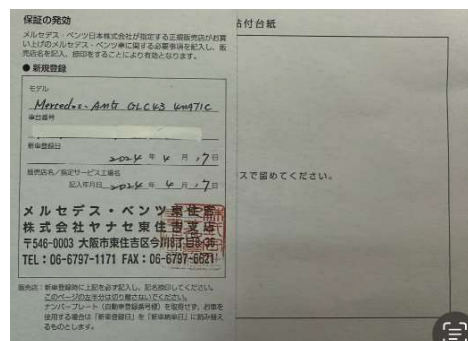 保証の発効
メルセデス・ベンツ日本株式会社が指定する正規販売店がお買
い上げのメルセデス・ベンツ車に関する必要事項を記入し、販
売店名を記入、捺印をすることにより有効となります。
● 新規登録
モデル
Mercedes-AMG GLC43 4MATIC
車台番号
新車登録日
2024 年 4 月 17 日
販売店名/指定サービス工場名
記入年月日 2024 年 4 月 17 日
メルセデス・ベンツ東住吉
株式会社ヤナセ東住吉支店
〒546-0003 大阪市東住吉区今川8丁目8-36
TEL:06-6797-1171 FAX:06-6797-6621
販売店:新車登録時に上記を必ず記入し、記名捺印してください。
このページの左半分は切り離さないでください。
ナンバープレート(自動車登録番号標)を取得せず、お車を
使用する場合は「新車登録日」を「新車納車日」に読み替え
るものとします。
貼付台紙
スで留めてください。